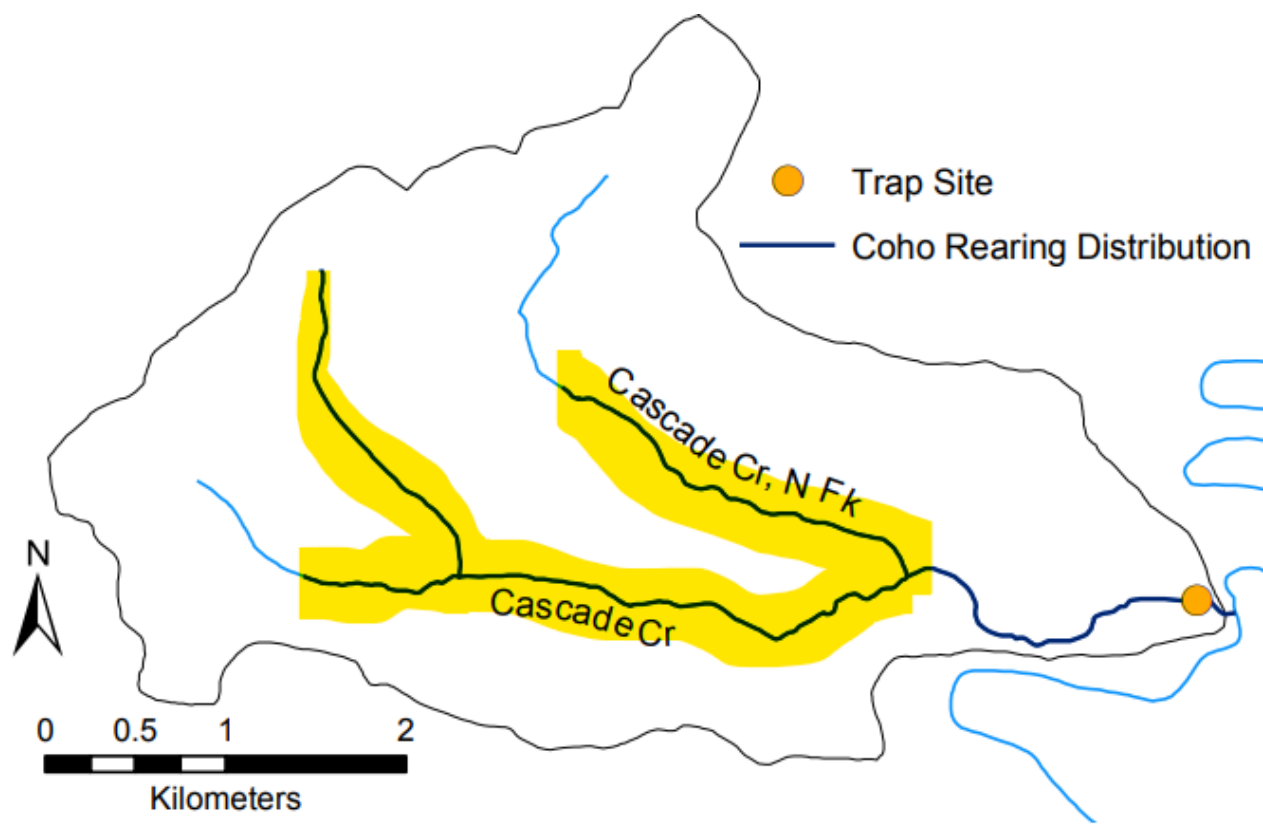 Trap Site
Coho Rearing Distribution
Cascade Cr, N Fk
Cascade Cr
N
0 0.5 1 2
Kilometers